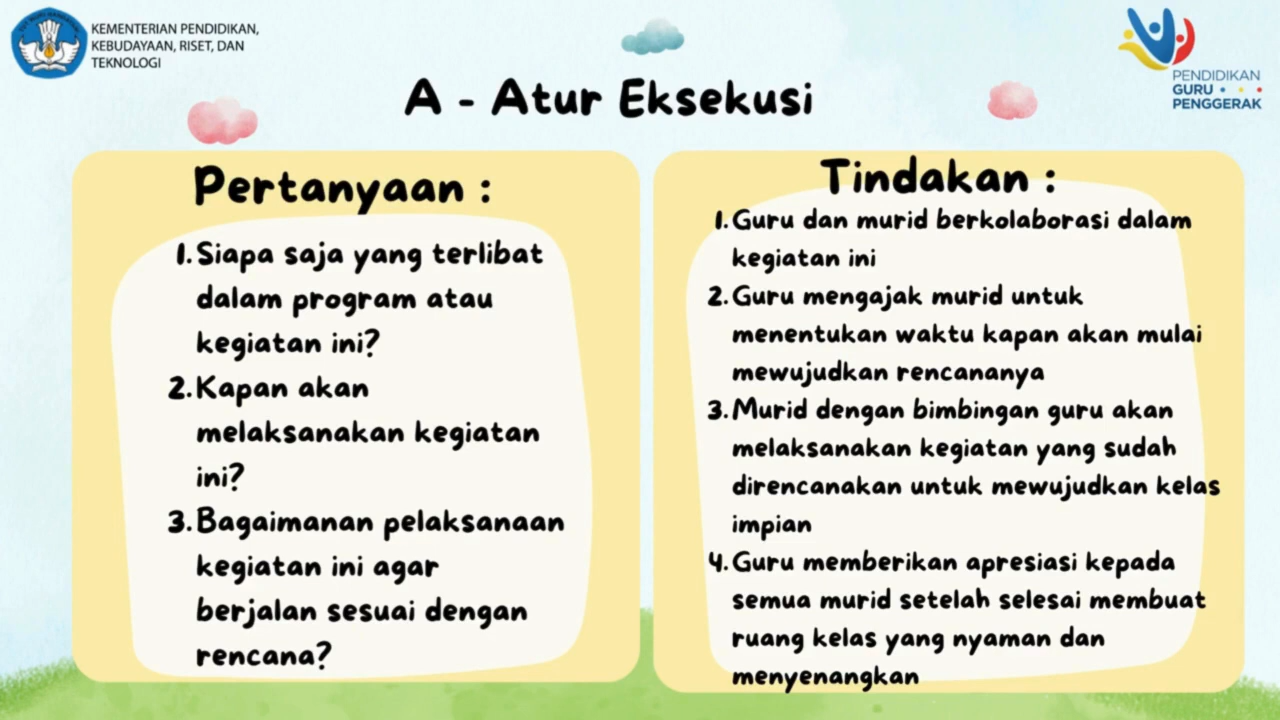 KEMENTERIAN PENDIDIKAN,
KEBUDAYAAN, RISET, DAN
TEKNOLOGI
PENDIDIKAN
GURU
PENGGERAK
A - Atur Eksekusi
Pertanyaan :
1. Siapa saja yang terlibat
dalam program atau
kegiatan ini?
2. Kapan akan
melaksanakan kegiatan
ini?
3. Bagaimanan pelaksanaan
kegiatan ini agar
berjalan sesuai dengan
rencana?
Tindakan :
1. Guru dan murid berkolaborasi dalam
kegiatan ini
2. Guru mengajak murid untuk
menentukan waktu kapan akan mulai
mewujudkan rencananya
3. Murid dengan bimbingan guru akan
melaksanakan kegiatan yang sudah
direncanakan untuk mewujudkan kelas
impian
4. Guru memberikan apresiasi kepada
semua murid setelah selesai membuat
ruang kelas yang nyaman dan
menyenangkan